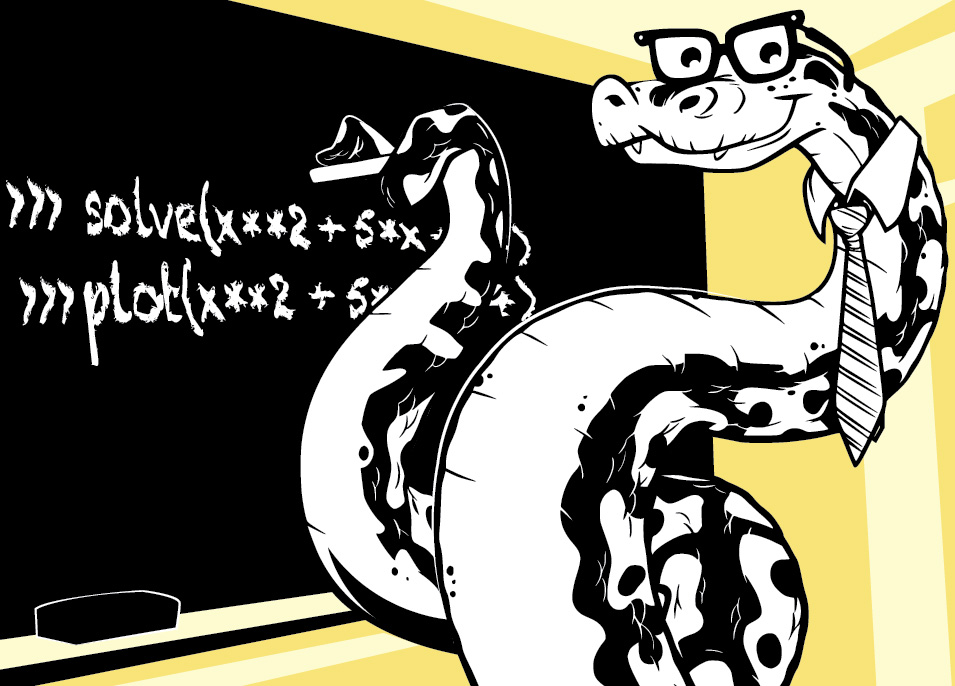 >>> solve(x**2 + 5*x )
>>> plot(x**2 + 5* +)